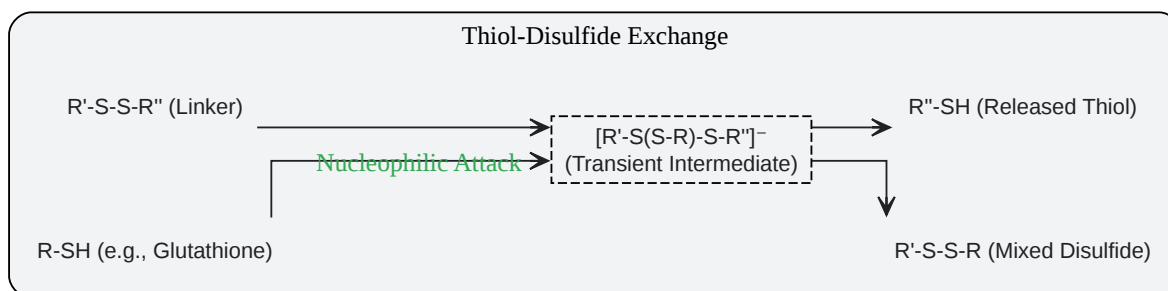 Thiol-Disulfide Exchange
R'-S-S-R'' (Linker)
R''-SH (Released Thiol)
[R'-S(S-R)-S-R'']⁻
(Transient Intermediate)
Nucleophilic Attack
R-SH (e.g., Glutathione)
R'-S-S-R (Mixed Disulfide)